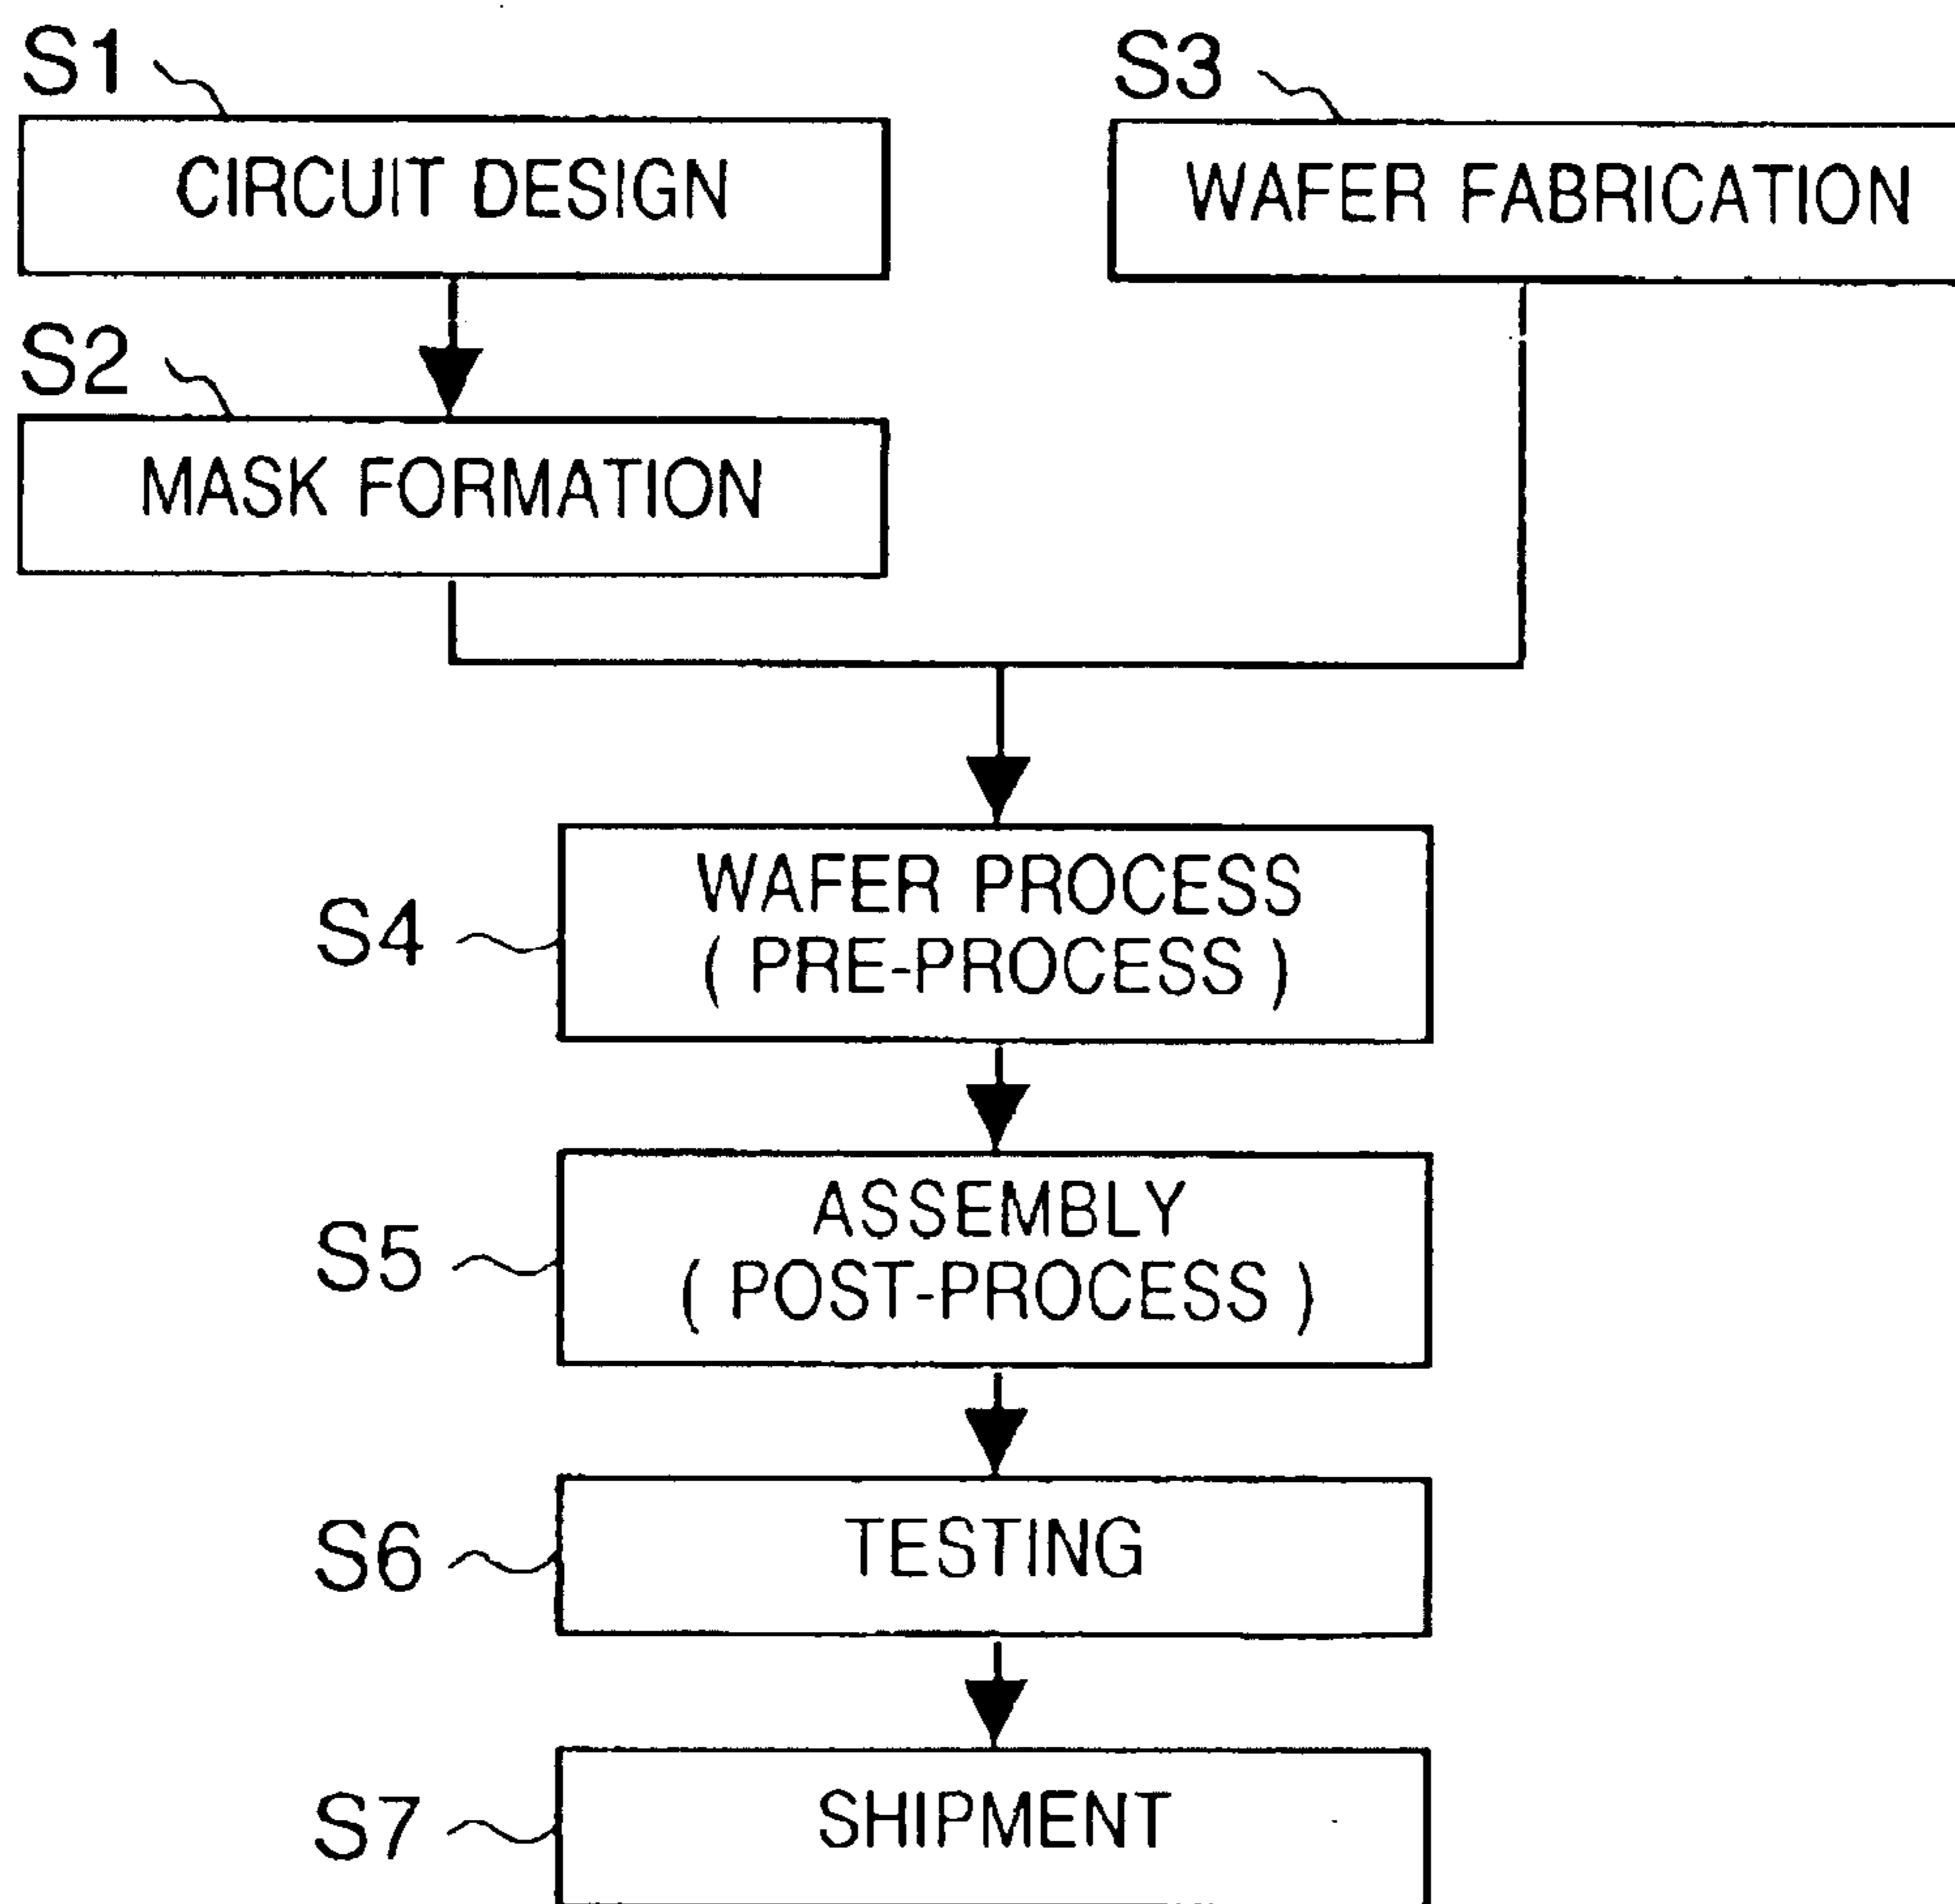 S1
CIRCUIT DESIGN
S3
WAFER FABRICATION
S2
MASK FORMATION
S4
WAFER PROCESS
( PRE-PROCESS )
S5
ASSEMBLY
( POST-PROCESS )
S6
TESTING
S7
SHIPMENT